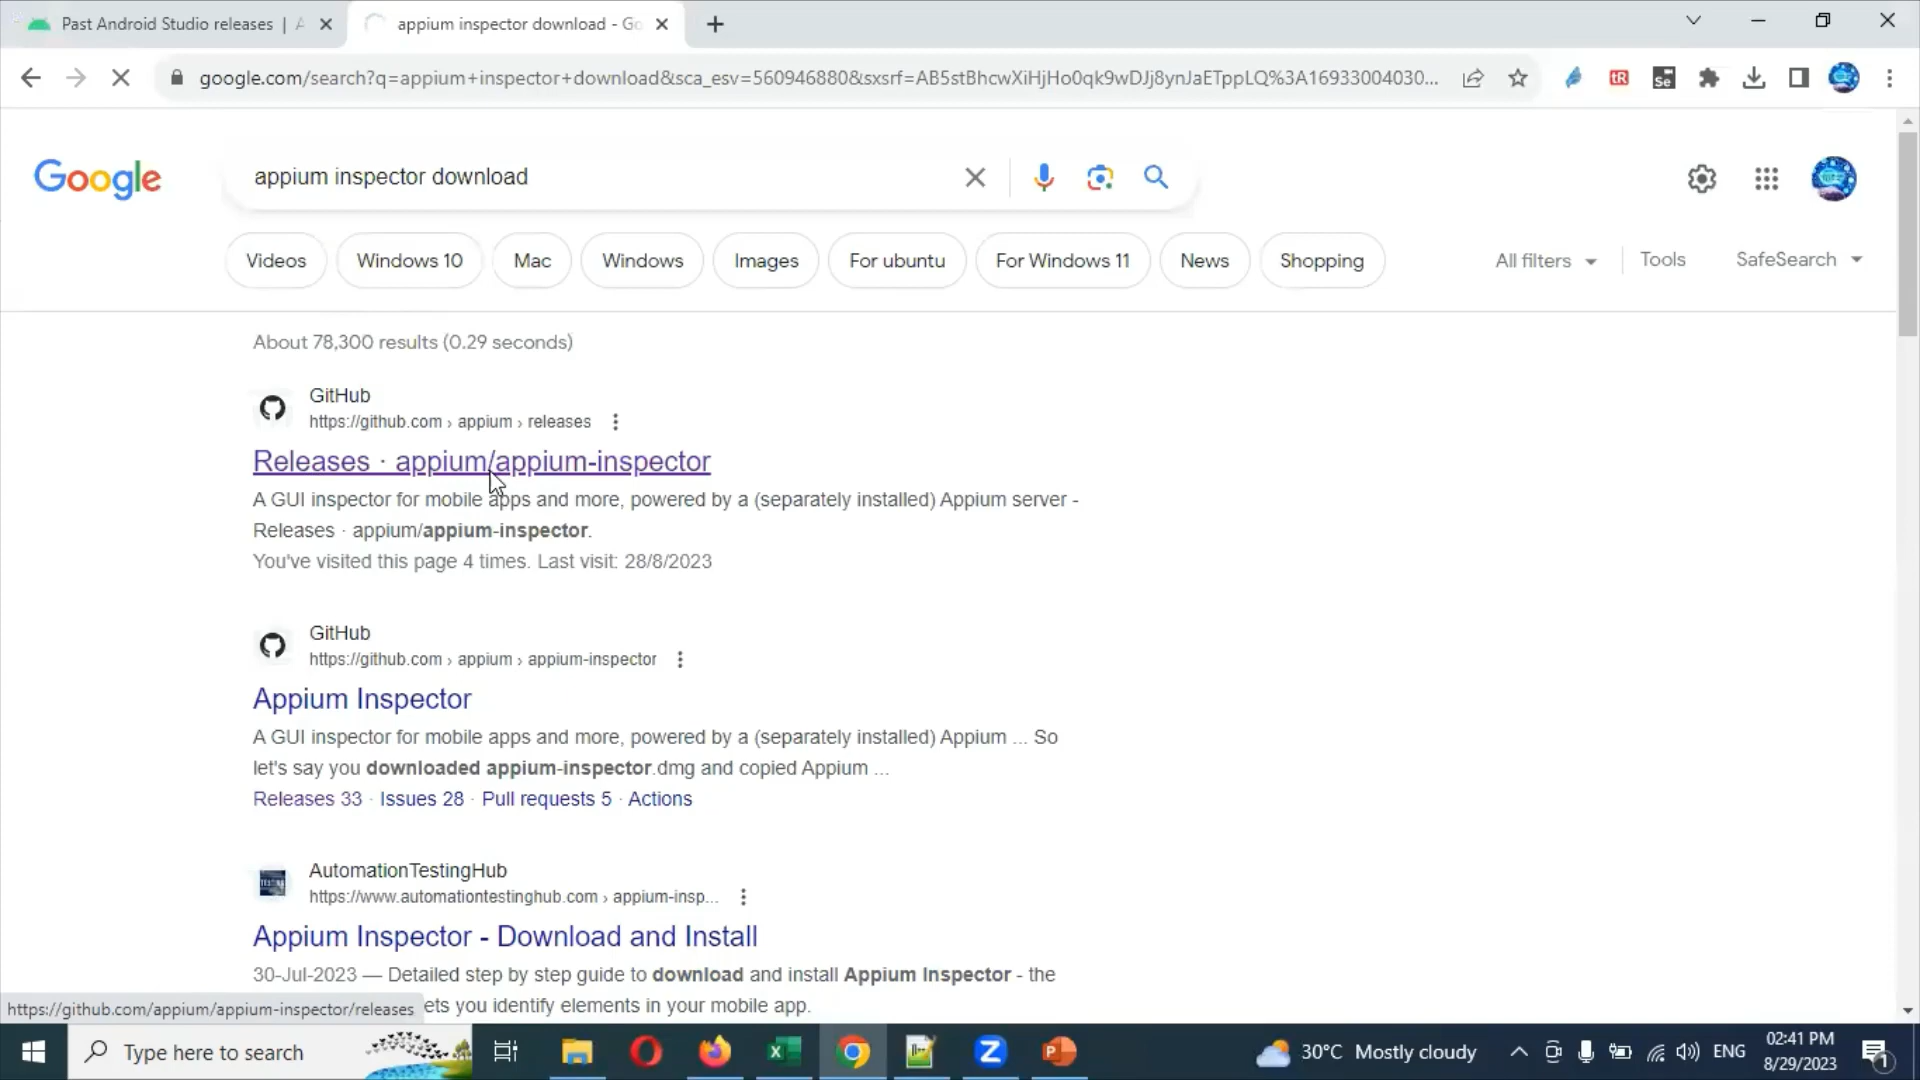 Past Android Studio releases | A
appium inspector download - Go
google.com/search?q=appium+inspector+download&sca_esv=560946880&sxsrf=AB5stBhcwXiHjHo0qk9wDJj8ynJaETppLQ%3A16933004030...
tR
Se
Google
appium inspector download
Videos
Windows 10
Mac
Windows
Images
For ubuntu
For Windows 11
News
Shopping
All filters
Tools
SafeSearch
About 78,300 results (0.29 seconds)
GitHub
https://github.com › appium › releases
Releases · appium/appium-inspector
A GUI inspector for mobile apps and more, powered by a (separately installed) Appium server -
Releases · appium/appium-inspector.
You've visited this page 4 times. Last visit: 28/8/2023
GitHub
https://github.com › appium › appium-inspector
Appium Inspector
A GUI inspector for mobile apps and more, powered by a (separately installed) Appium ... So
let's say you downloaded appium-inspector.dmg and copied Appium ...
Releases 33 · Issues 28 · Pull requests 5 · Actions
AutomationTestingHub
https://www.automationtestinghub.com › appium-insp...
Appium Inspector - Download and Install
30-Jul-2023 — Detailed step by step guide to download and install Appium Inspector - the
ets you identify elements in your mobile app.
https://github.com/appium/appium-inspector/releases
Type here to search
30°C Mostly cloudy
ENG
02:41 PM
8/29/2023
1